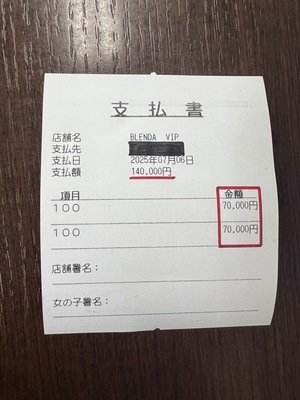 支払書
店舗名 BLENDA VIP
支払先
支払日 2025年07月06日
支払額 140,000円
項目 金額
100 70,000円
100 70,000円
店舗署名：
女の子署名：